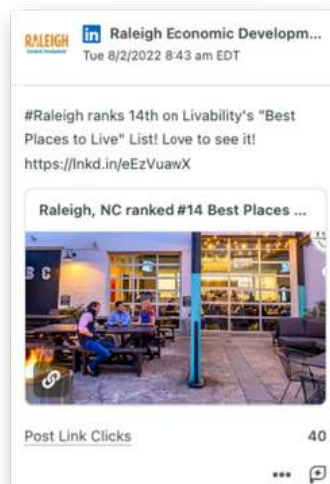 RALEIGH
in Raleigh Economic Developm...
Tue 8/2/2022 8:43 am EDT
#Raleigh ranks 14th on Livability's "Best
Places to Live" List! Love to see it!
https://lnkd.in/eEzVuawX
Raleigh, NC ranked #14 Best Places ...
B C
Post Link Clicks 40